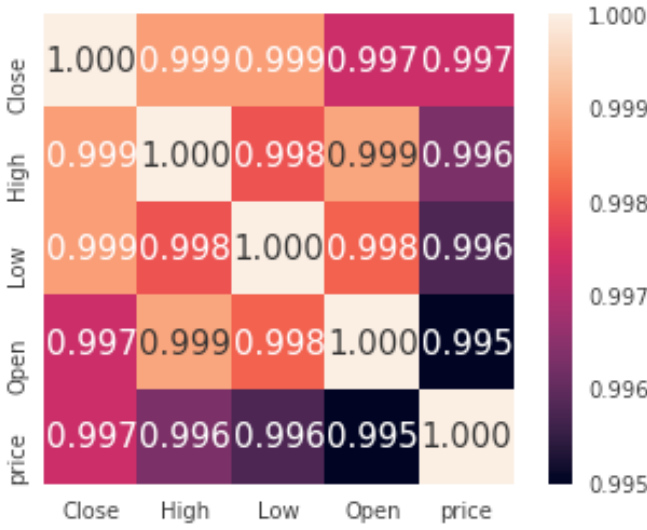 Close 1.000 0.999 0.999 0.997 0.997
High 0.999 1.000 0.998 0.999 0.996
Low 0.999 0.998 1.000 0.998 0.996
Open 0.997 0.999 0.998 1.000 0.995
price 0.997 0.996 0.996 0.995 1.000
Close High Low Open price
1.000
0.999
0.998
0.997
0.996
0.995